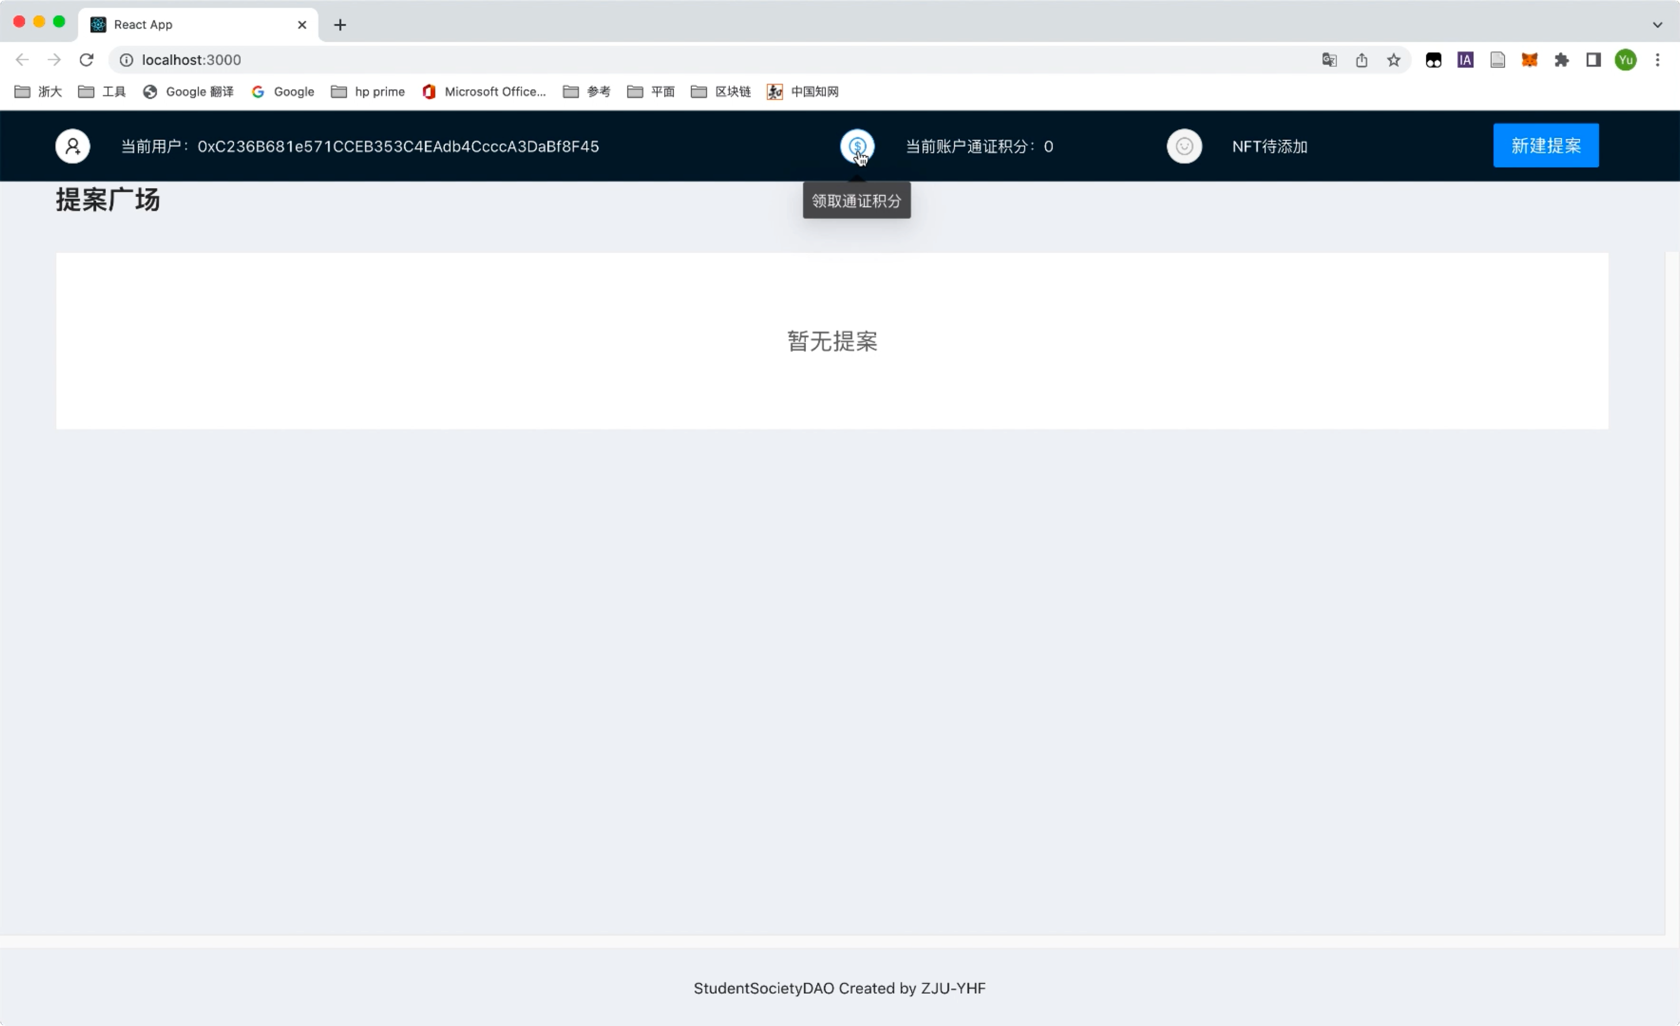 React App
localhost:3000
Yu
浙大
工具
Google 翻译
Google
hp prime
Microsoft Office...
参考
平面
区块链
中国知网
当前用户：0xC236B681e571CCEB353C4EAdb4CcccA3DaBf8F45
当前账户通证积分：0
NFT待添加
新建提案
领取通证积分
提案广场
暂无提案
StudentSocietyDAO Created by ZJU-YHF